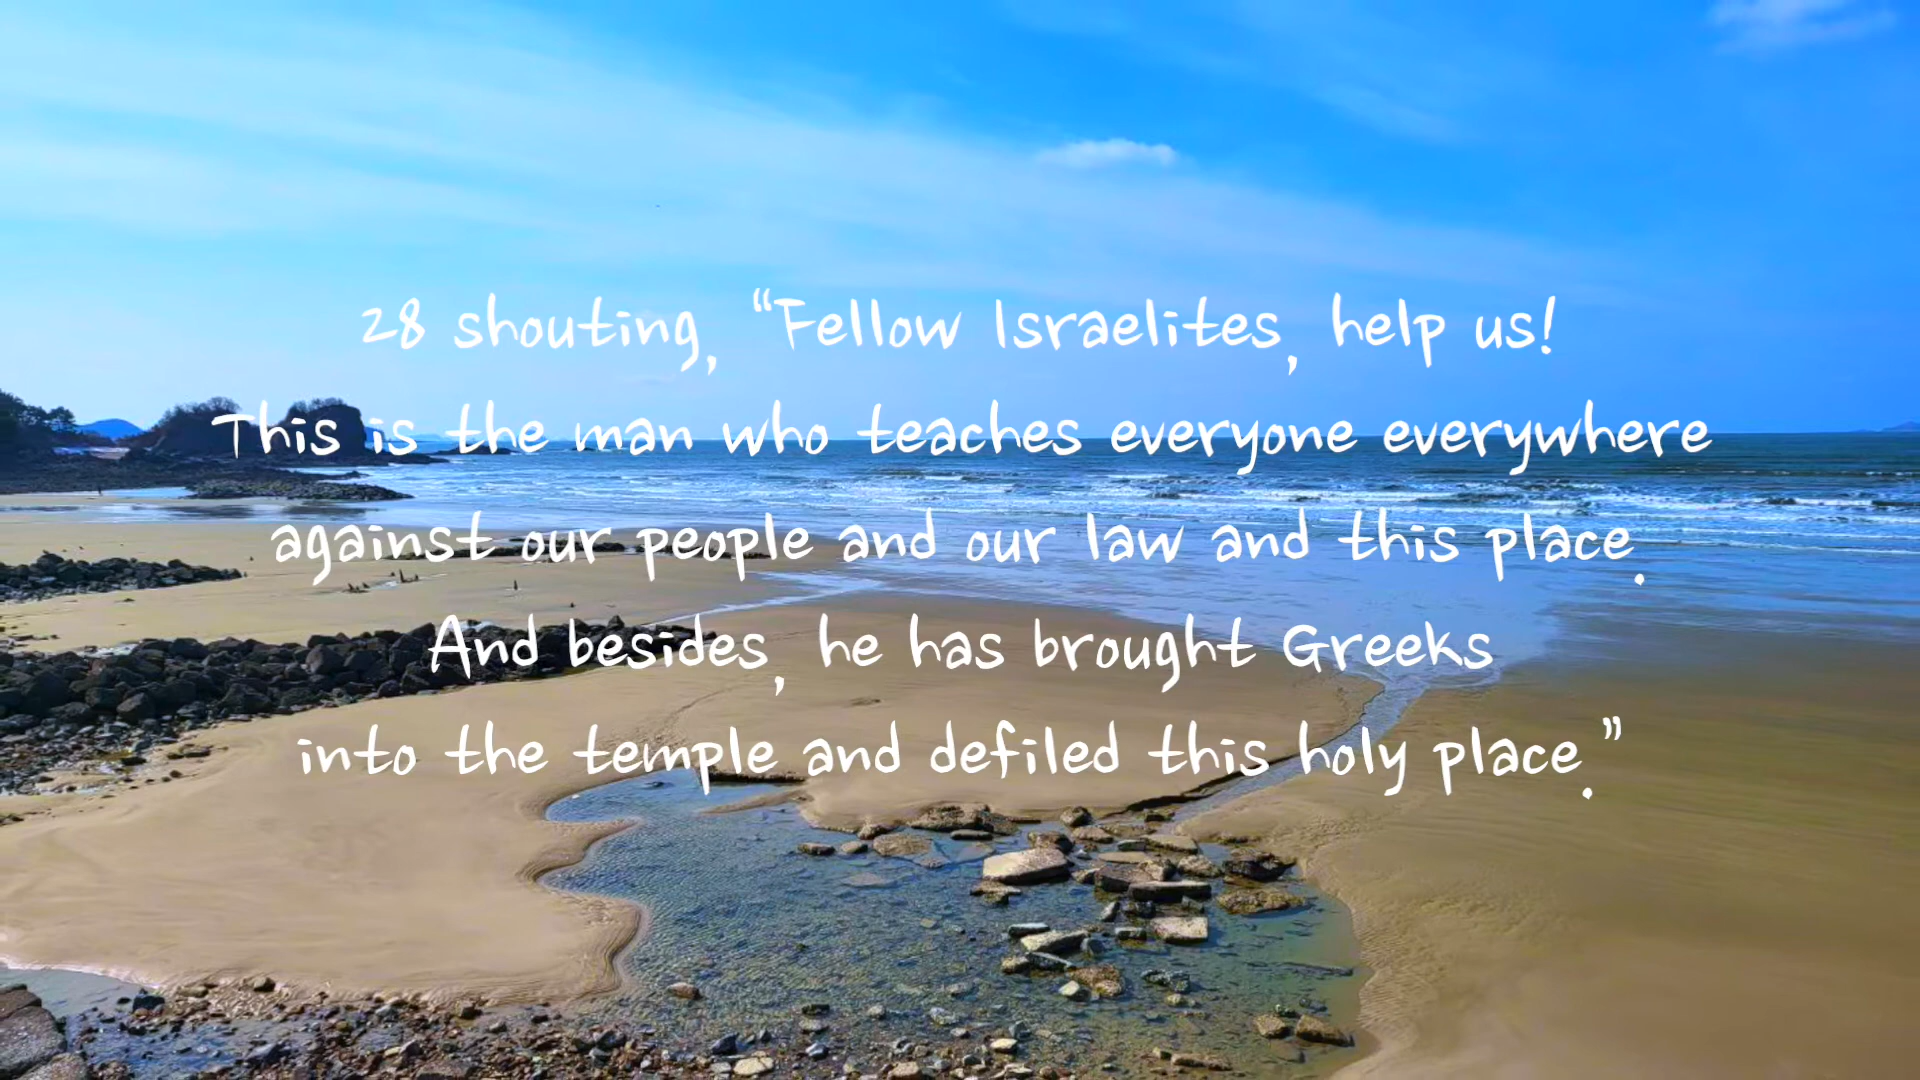 28 shouting, “Fellow Israelites, help us!
This is the man who teaches everyone everywhere
against our people and our law and this place.
And besides, he has brought Greeks
into the temple and defiled this holy place.”